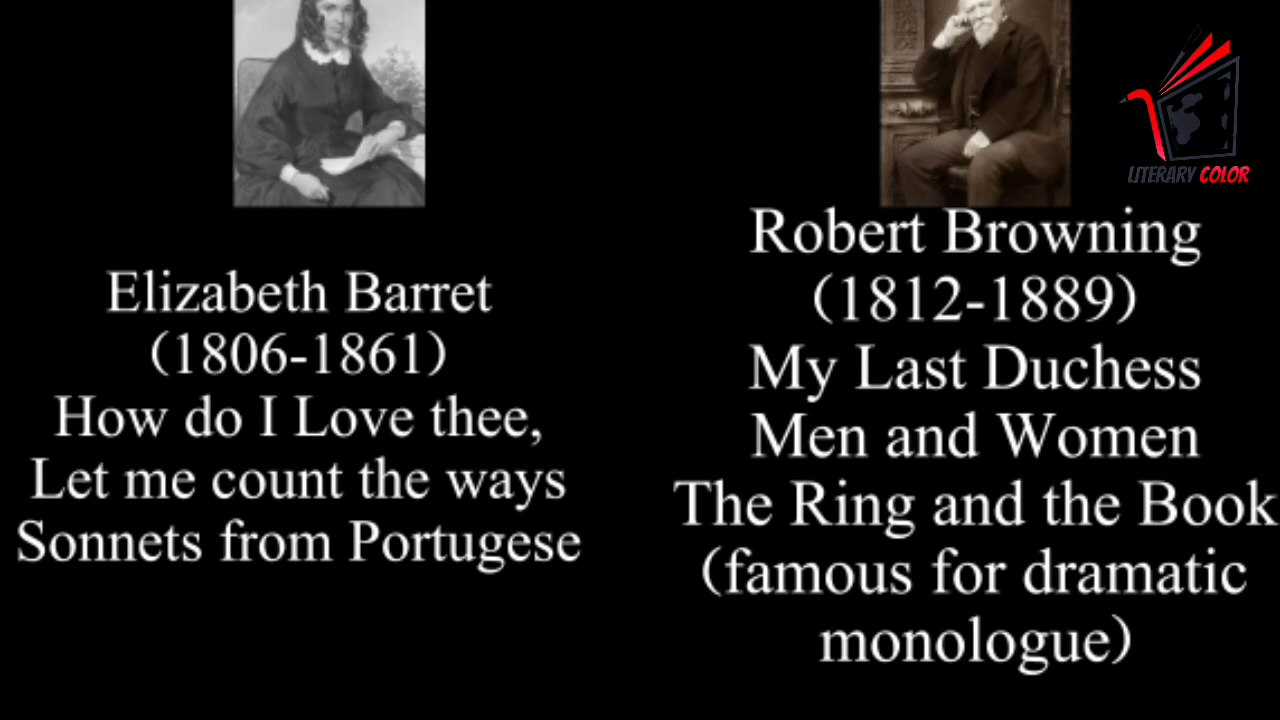 Elizabeth Barret
(1806-1861)
How do I Love thee,
Let me count the ways
Sonnets from Portugese
LITERARY COLOR
Robert Browning
(1812-1889)
My Last Duchess
Men and Women
The Ring and the Book
(famous for dramatic
monologue)